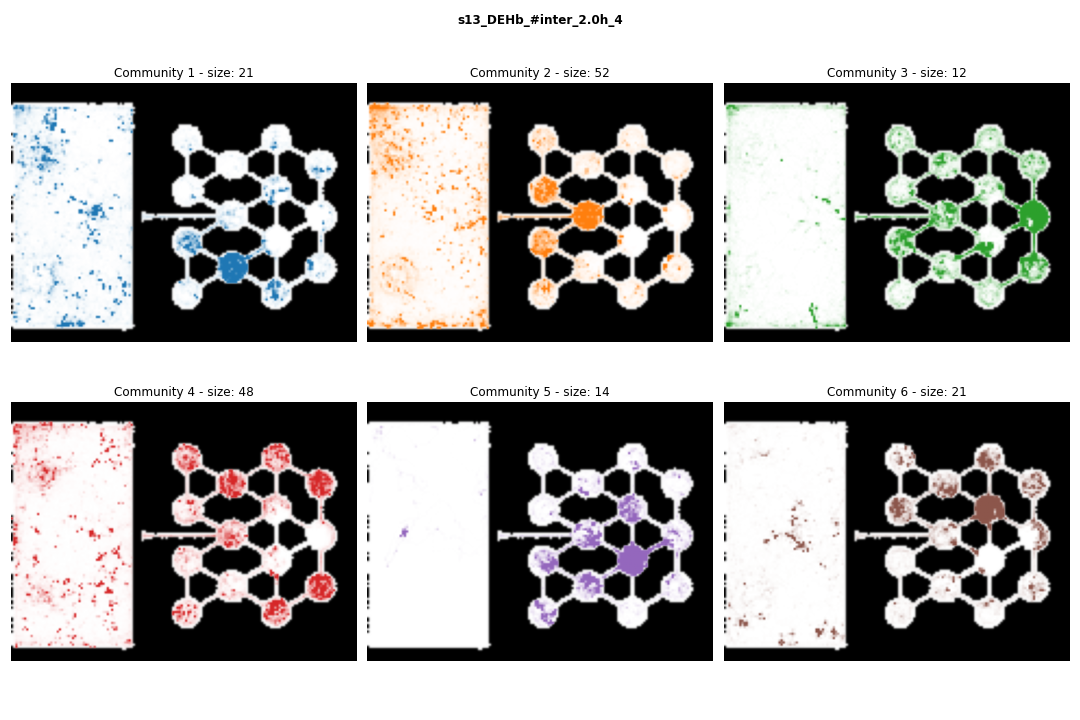 s13_DEHb_#inter_2.0h_4
Community 1 - size: 21
Community 2 - size: 52
Community 3 - size: 12
Community 4 - size: 48
Community 5 - size: 14
Community 6 - size: 21